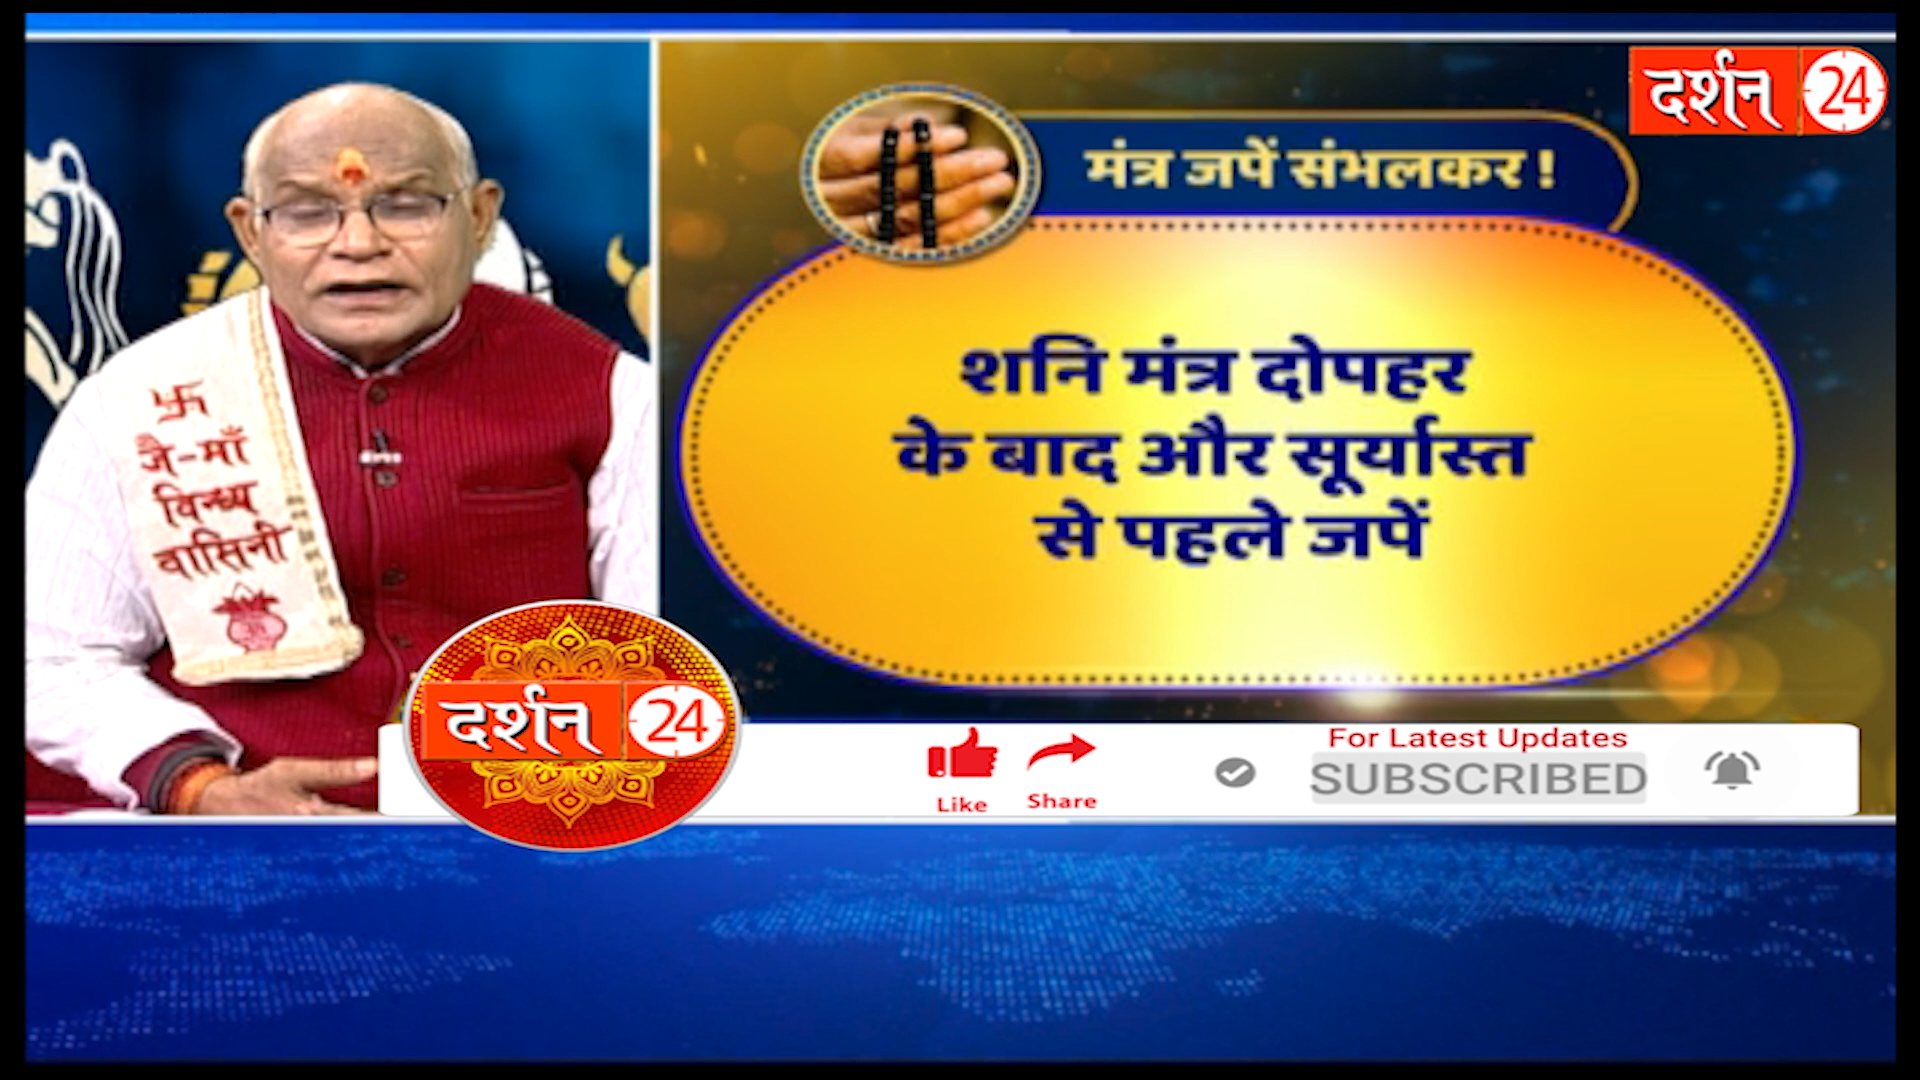 दर्शन 24
मंत्र जपें संभलकर !
शनि मंत्र दोपहर
के बाद और सूर्यास्त
से पहले जपें
जै-माँ
विन्ध्य
वासिनी
दर्शन 24
Like
Share
For Latest Updates
SUBSCRIBED